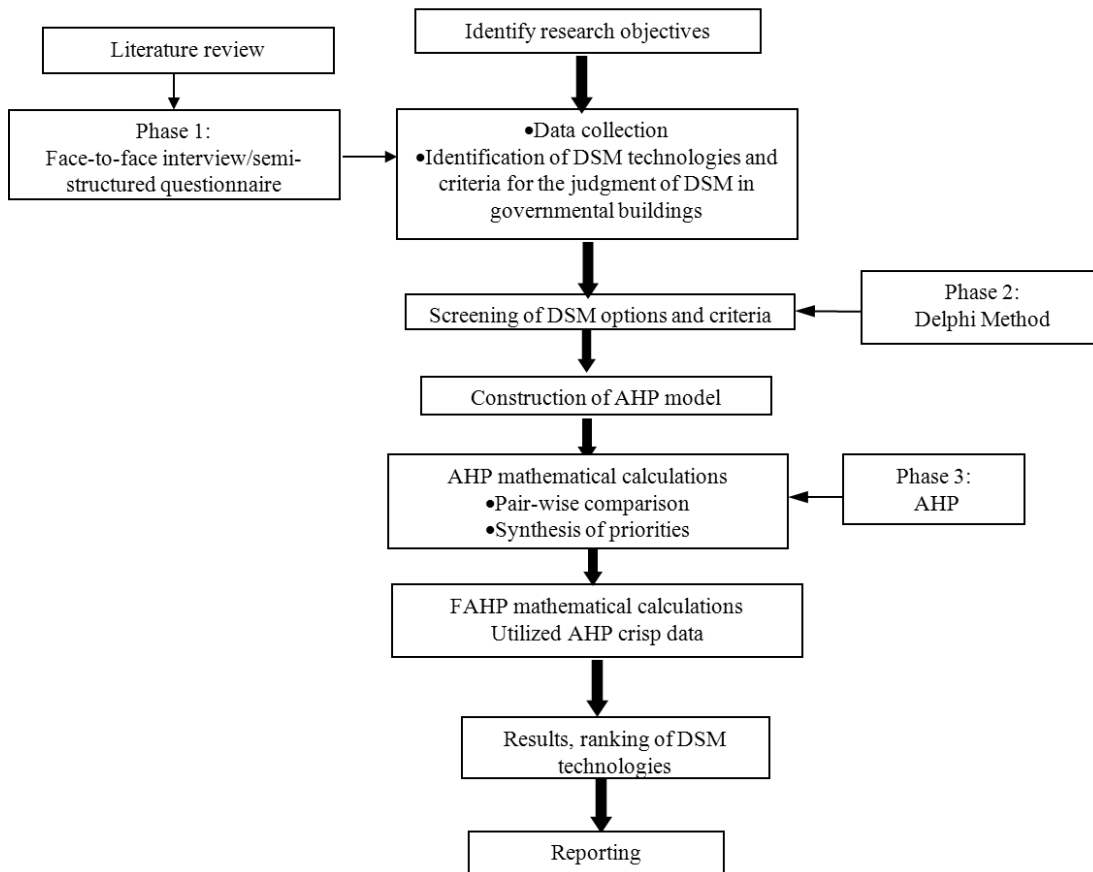 Identify research objectives
Literature review
Phase 1:
Face-to-face interview/semi-
structured questionnaire
•Data collection
•Identification of DSM technologies and
criteria for the judgment of DSM in
governmental buildings
Screening of DSM options and criteria
Phase 2:
Delphi Method
Construction of AHP model
AHP mathematical calculations
•Pair-wise comparison
•Synthesis of priorities
Phase 3:
AHP
FAHP mathematical calculations
Utilized AHP crisp data
Results, ranking of DSM
technologies
Reporting